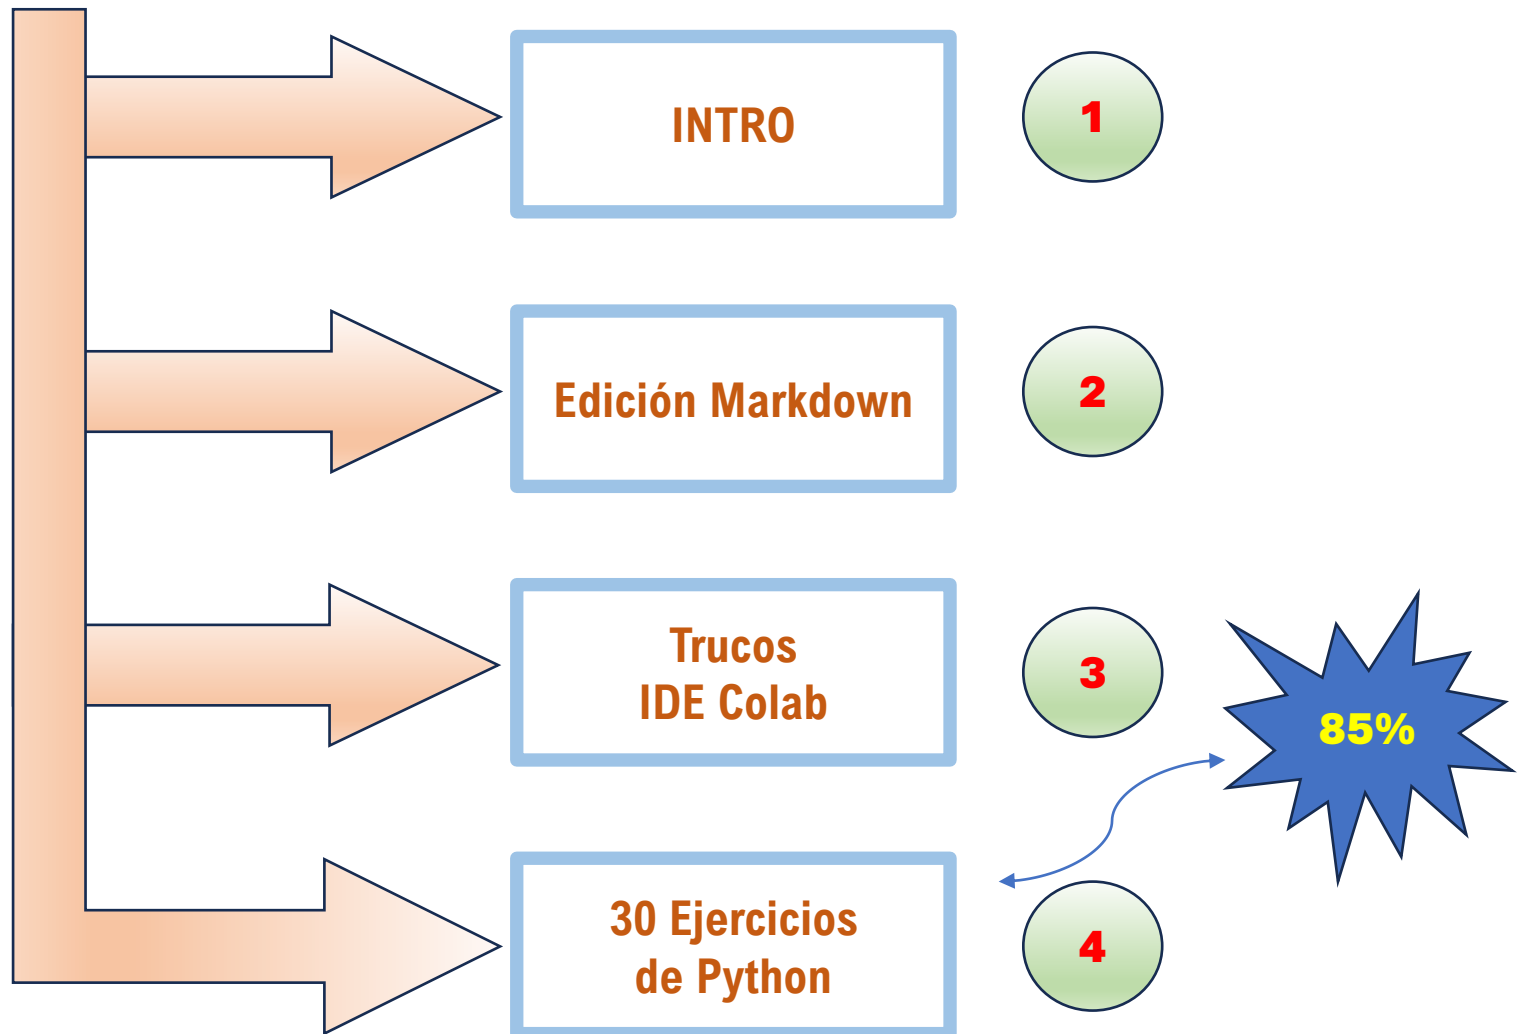 INTRO
1
Edición Markdown
2
Trucos
IDE Colab
3
85%
30 Ejercicios
de Python
4